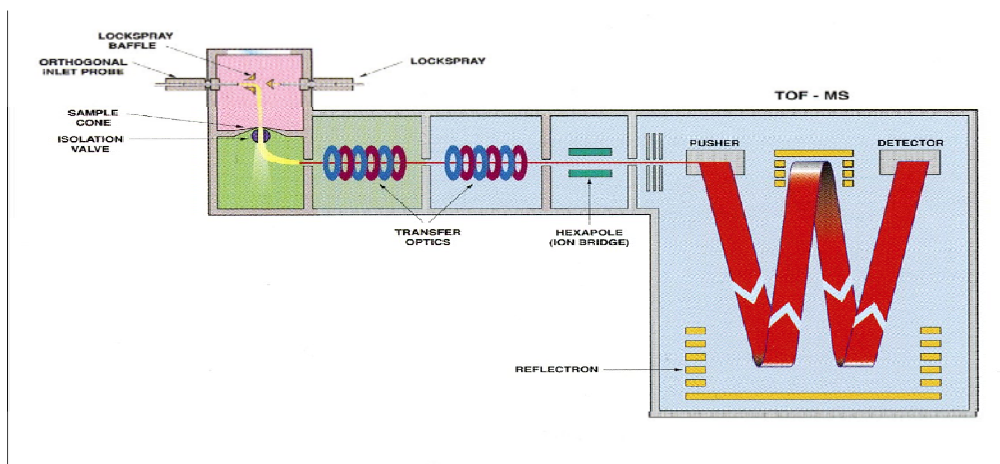 LOCKSPRAY
BAFFLE
ORTHOGONAL
INLET PROBE
LOCKSPRAY
SAMPLE
CONE
ISOLATION
VALVE
TOF - MS
PUSHER
DETECTOR
TRANSFER
OPTICS
HEXAPOLE
(ION BRIDGE)
REFLECTRON